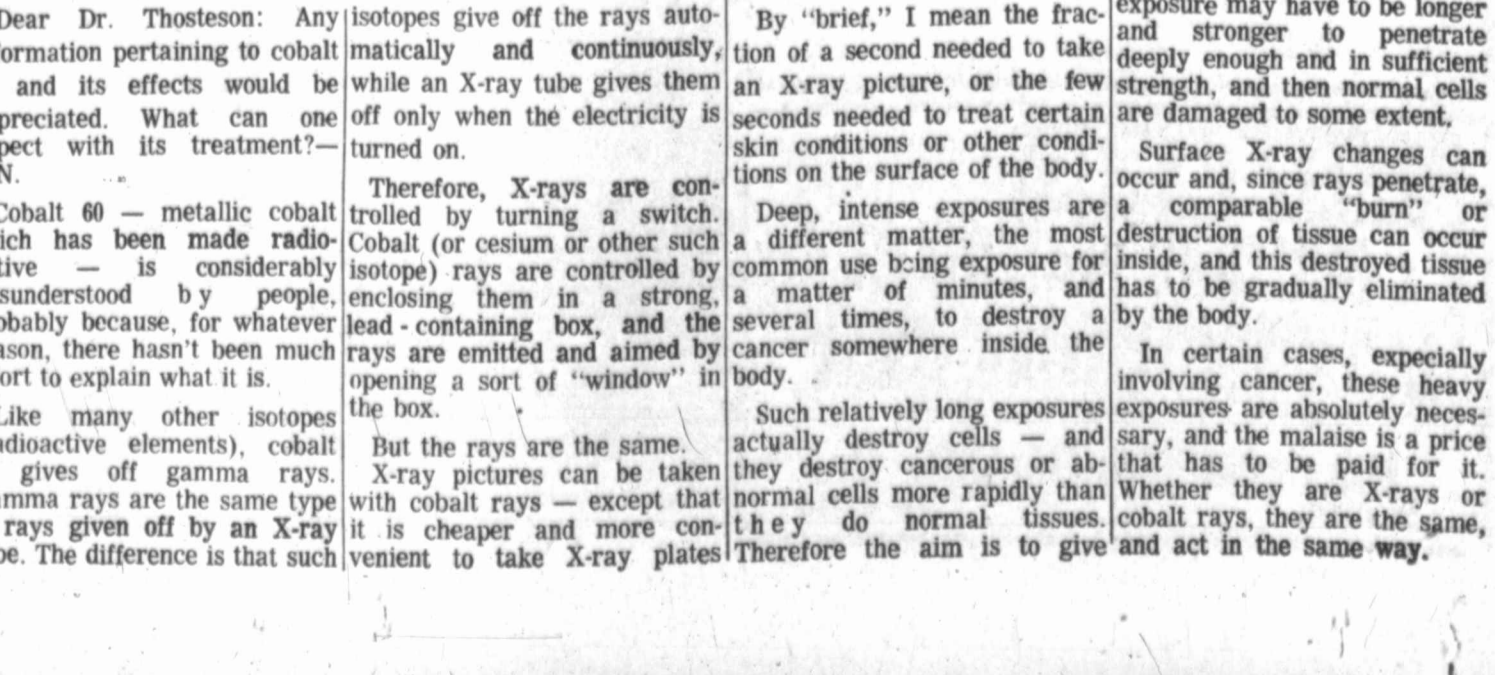 Dear Dr. Thosteson: Any
ormation pertaining to cobalt
and its effects would be
preciated. What can one
pect with its treatment?—
N.
Cobalt 60 — metallic cobalt
ich has been made radio-
tive — is considerably
sunderstood by people,
obably because, for whatever
ason, there hasn't been much
ort to explain what it is.
Like many other isotopes
adioactive elements), cobalt
gives off gamma rays.
mma rays are the same type
rays given off by an X-ray
be. The difference is that such
isotopes give off the rays auto-
matically and continuously,
while an X-ray tube gives them
off only when the electricity is
turned on.
Therefore, X-rays are con-
trolled by turning a switch.
Cobalt (or cesium or other such
isotope) rays are controlled by
enclosing them in a strong,
lead - containing box, and the
rays are emitted and aimed by
opening a sort of "window" in
the box.
But the rays are the same.
X-ray pictures can be taken
with cobalt rays — except that
it is cheaper and more con-
venient to take X-ray plates
By "brief," I mean the frac-
tion of a second needed to take
an X-ray picture, or the few
seconds needed to treat certain
skin conditions or other condi-
tions on the surface of the body.
Deep, intense exposures are
a different matter, the most
common use being exposure for
a matter of minutes, and
several times, to destroy a
cancer somewhere inside the
body.
Such relatively long exposures
actually destroy cells — and
they destroy cancerous or ab-
normal cells more rapidly than
they do normal tissues.
Therefore the aim is to give
exposure may have to be longer
and stronger to penetrate
deeply enough and in sufficient
strength, and then normal cells
are damaged to some extent.
Surface X-ray changes can
occur and, since rays penetrate,
a comparable "burn" or
destruction of tissue can occur
inside, and this destroyed tissue
has to be gradually eliminated
by the body.
In certain cases, expecially
involving cancer, these heavy
exposures are absolutely neces-
sary, and the malaise is a price
that has to be paid for it.
Whether they are X-rays or
cobalt rays, they are the same,
and act in the same way.